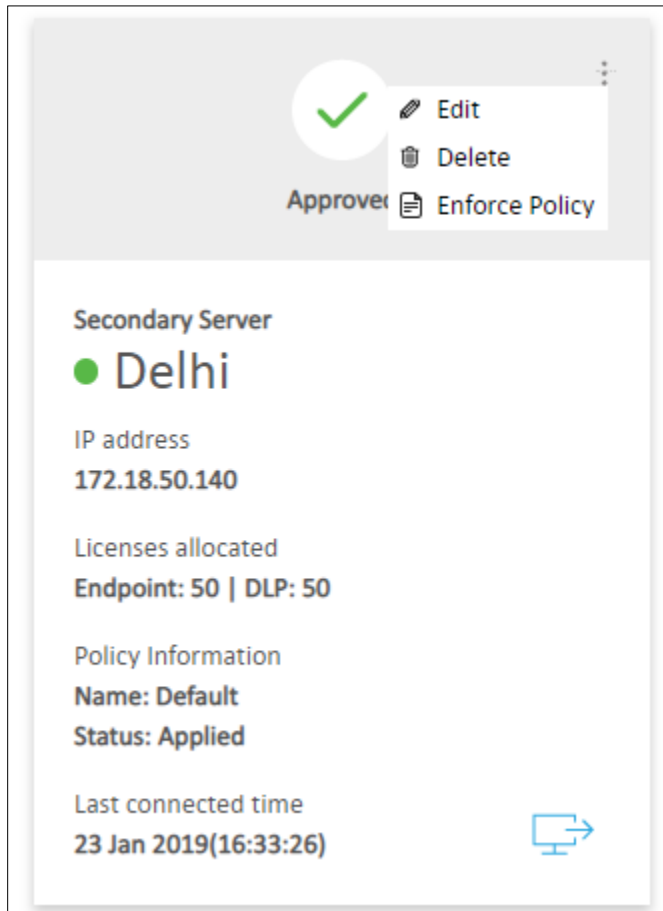 Edit
Delete
Approved
Enforce Policy
Secondary Server
Delhi
IP address
172.18.50.140
Licenses allocated
Endpoint: 50 | DLP: 50
Policy Information
Name: Default
Status: Applied
Last connected time
23 Jan 2019(16:33:26)